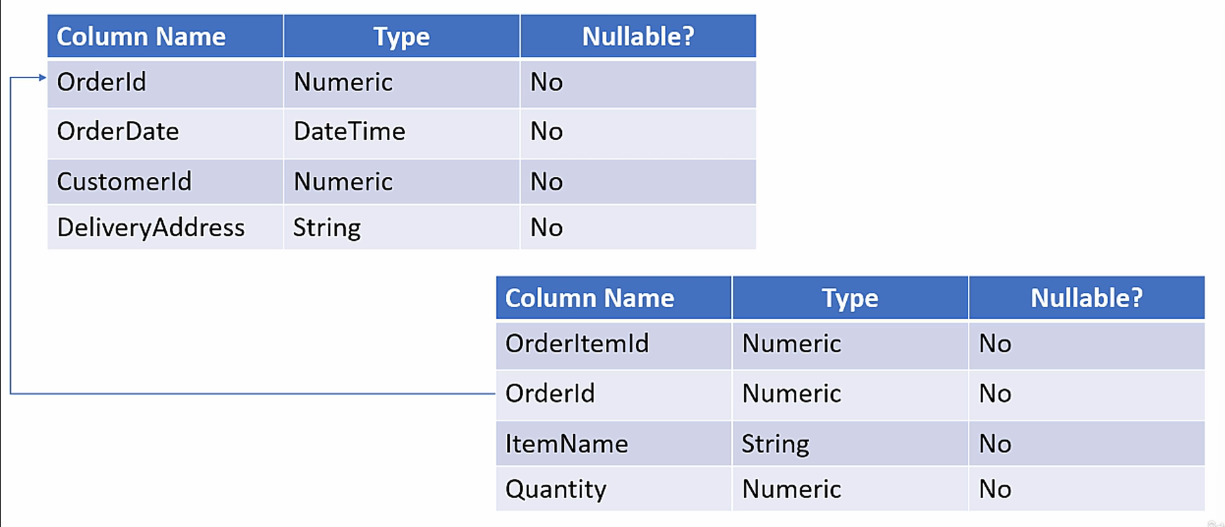 Column Name Type Nullable?
OrderId Numeric No
OrderDate DateTime No
CustomerId Numeric No
DeliveryAddress String No
Column Name Type Nullable?
OrderItemId Numeric No
OrderId Numeric No
ItemName String No
Quantity Numeric No